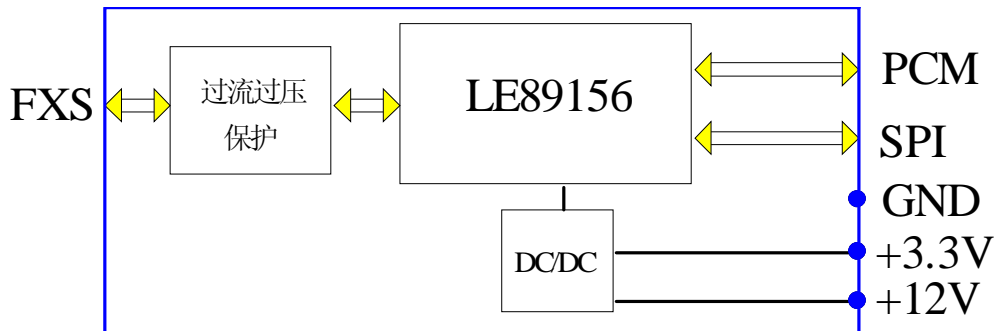 FXS
过流过压
保护
LE89156
PCM
SPI
GND
DC/DC
+3.3V
+12V